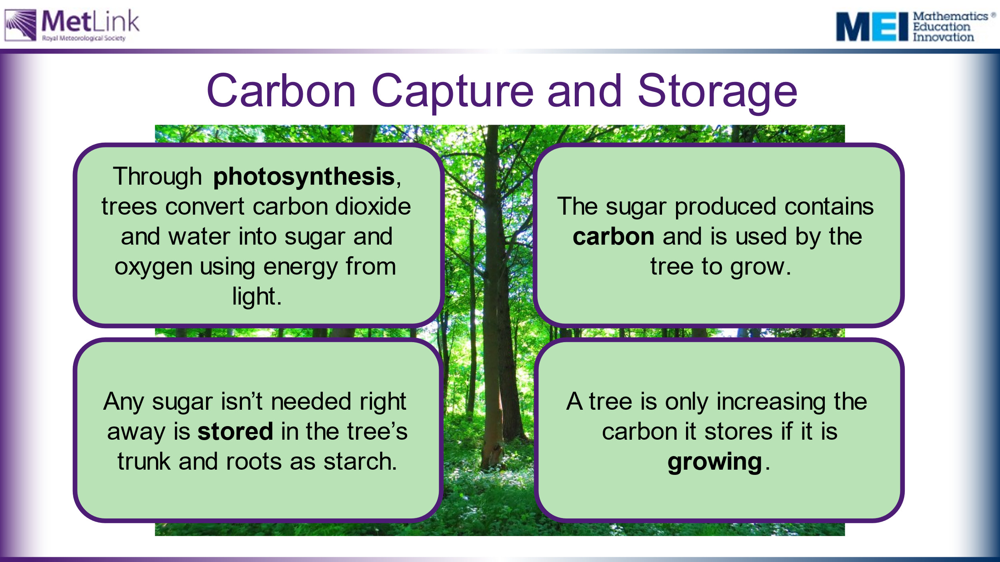 MetLink
Royal Meteorological Society
MEI Mathematics ®
Education
Innovation
Carbon Capture and Storage
Through photosynthesis,
trees convert carbon dioxide
and water into sugar and
oxygen using energy from
light.
The sugar produced contains
carbon and is used by the
tree to grow.
Any sugar isn’t needed right
away is stored in the tree’s
trunk and roots as starch.
A tree is only increasing the
carbon it stores if it is
growing.